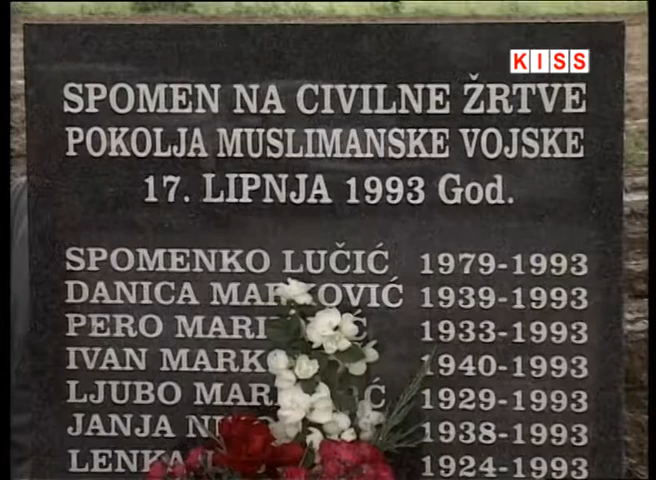 KISS
SPOMEN NA CIVILNE ŽRTVE
POKOLJA MUSLIMANSKE VOJSKE
17. LIPNJA 1993 God.
SPOMENKO LUČIĆ 1979-1993
DANICA MARKOVIĆ 1939-1993
PERO 1933-1993
IVAN 1940-1993
LJUBO 1929-1993
JANJA 1938-1993
1924-1993